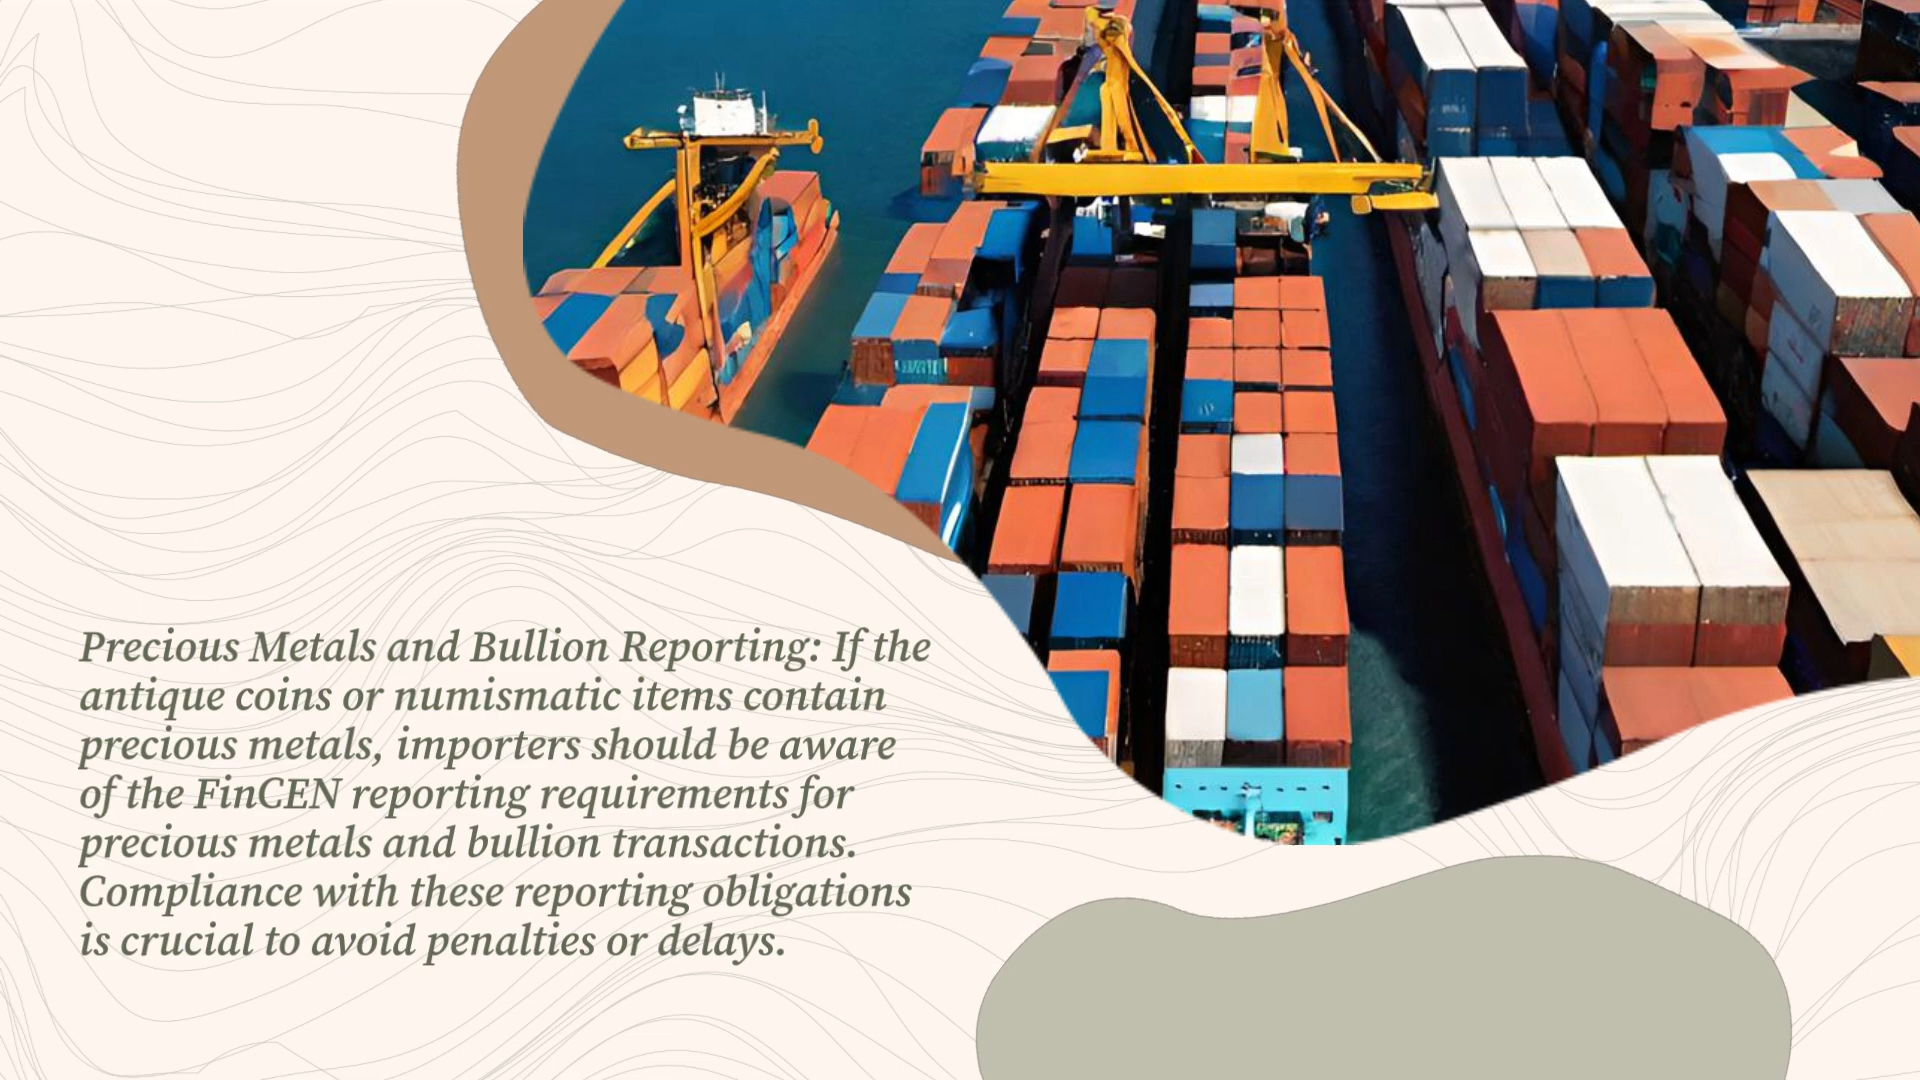 Precious Metals and Bullion Reporting: If the
antique coins or numismatic items contain
precious metals, importers should be aware
of the FinCEN reporting requirements for
precious metals and bullion transactions.
Compliance with these reporting obligations
is crucial to avoid penalties or delays.